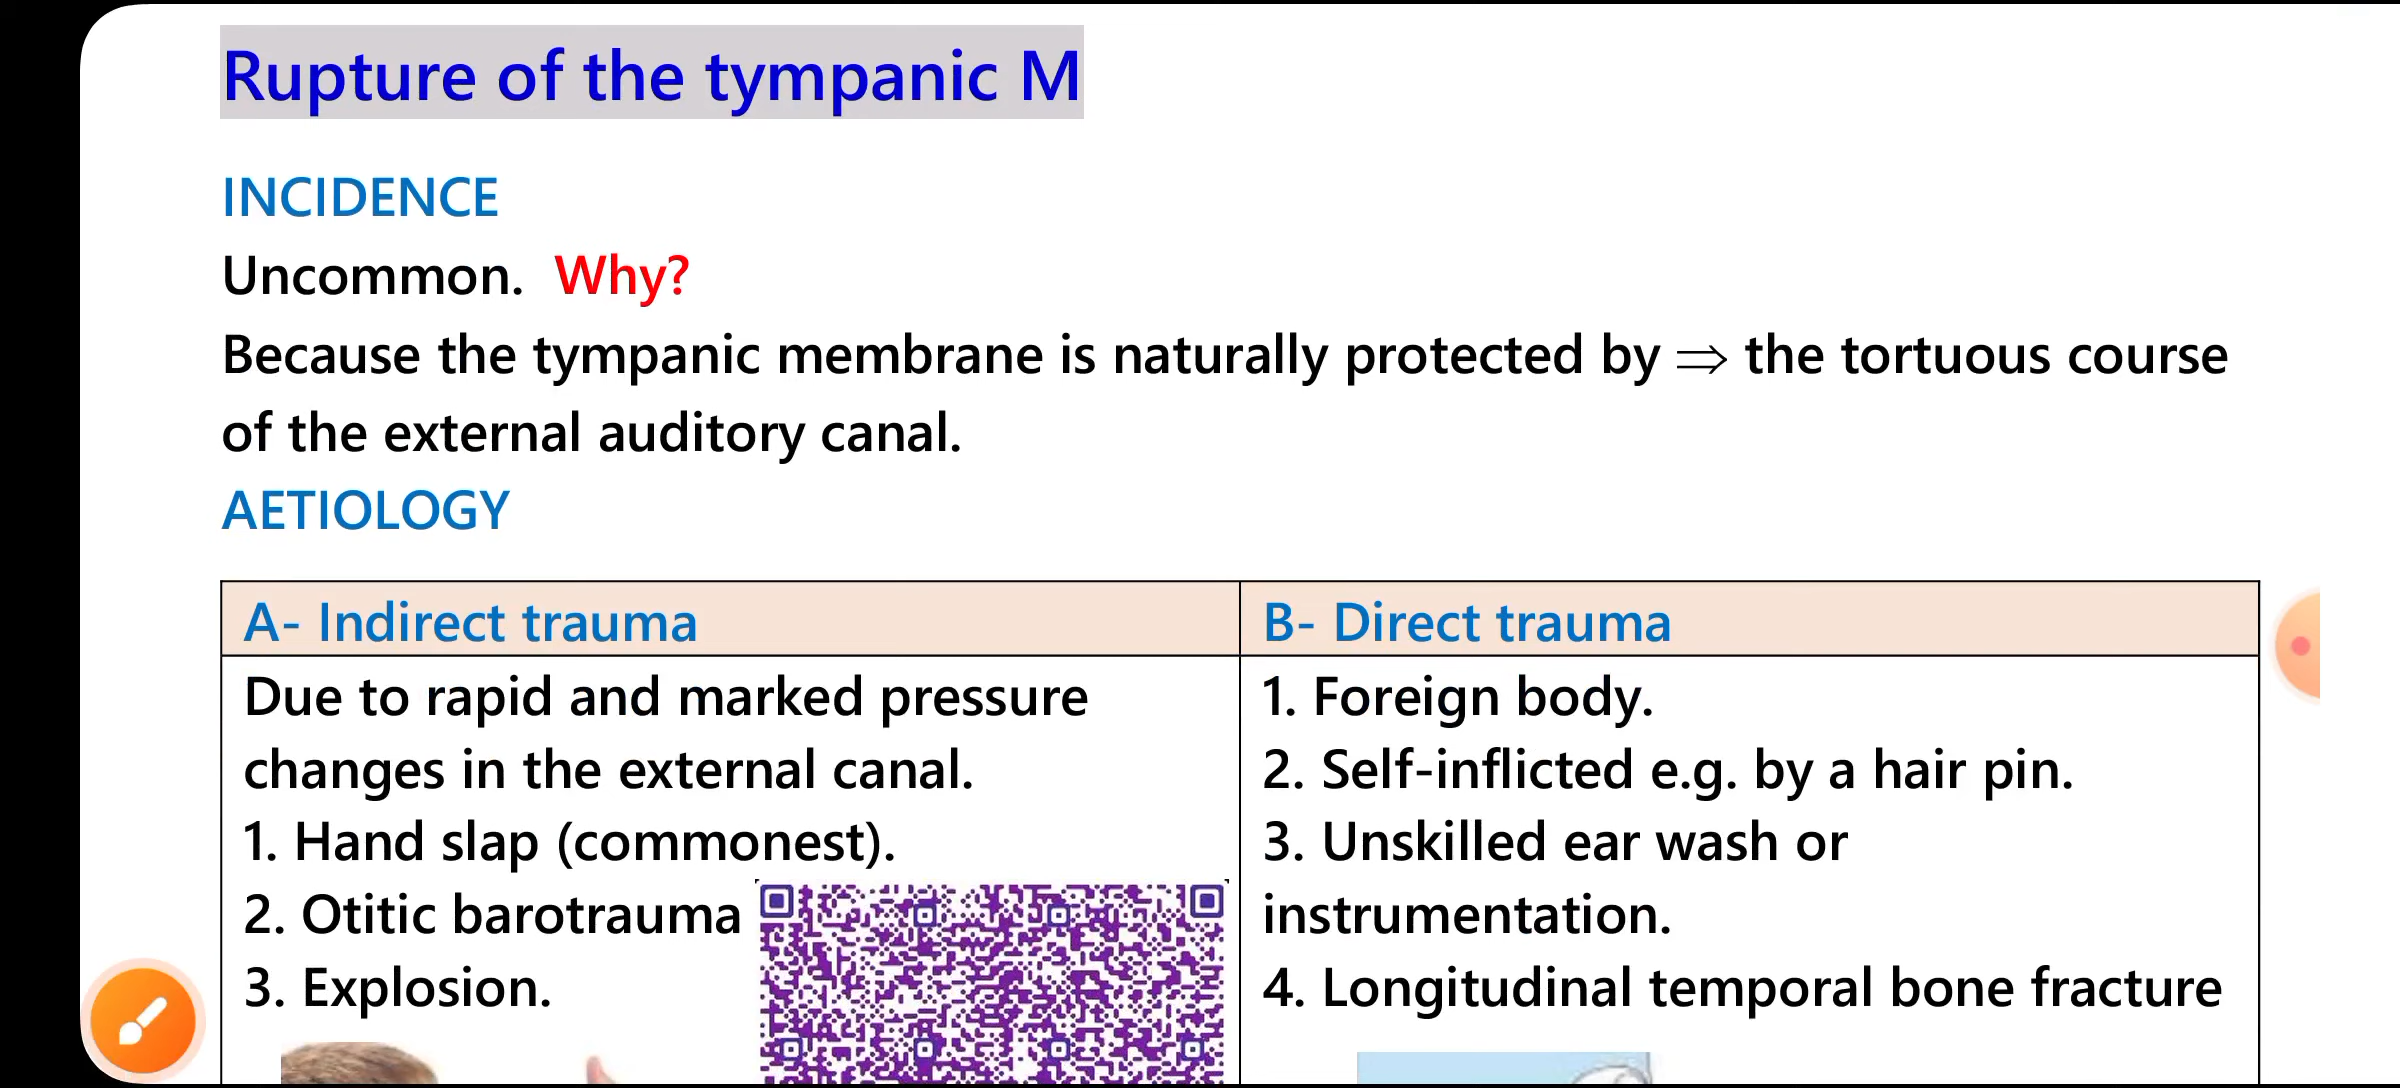 Rupture of the tympanic M
INCIDENCE
Uncommon. Why?
Because the tympanic membrane is naturally protected by ⇒ the tortuous course
of the external auditory canal.
AETIOLOGY
A- Indirect trauma
Due to rapid and marked pressure
changes in the external canal.
1. Hand slap (commonest).
2. Otitic barotrauma
3. Explosion.
B- Direct trauma
1. Foreign body.
2. Self-inflicted e.g. by a hair pin.
3. Unskilled ear wash or
instrumentation.
4. Longitudinal temporal bone fracture